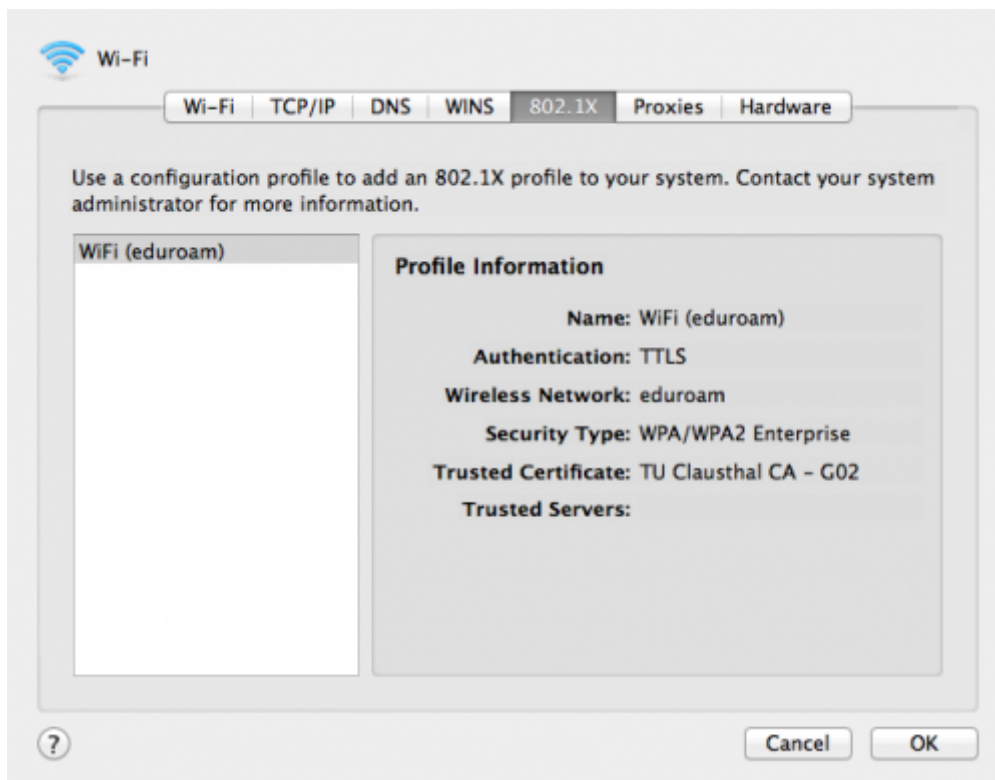 Wi-Fi
Wi-Fi TCP/IP DNS WINS 802.1X Proxies Hardware
Use a configuration profile to add an 802.1X profile to your system. Contact your system
administrator for more information.
WiFi (eduroam)
Profile Information
Name: WiFi (eduroam)
Authentication: TTLS
Wireless Network: eduroam
Security Type: WPA/WPA2 Enterprise
Trusted Certificate: TU Clausthal CA - G02
Trusted Servers:
? Cancel OK